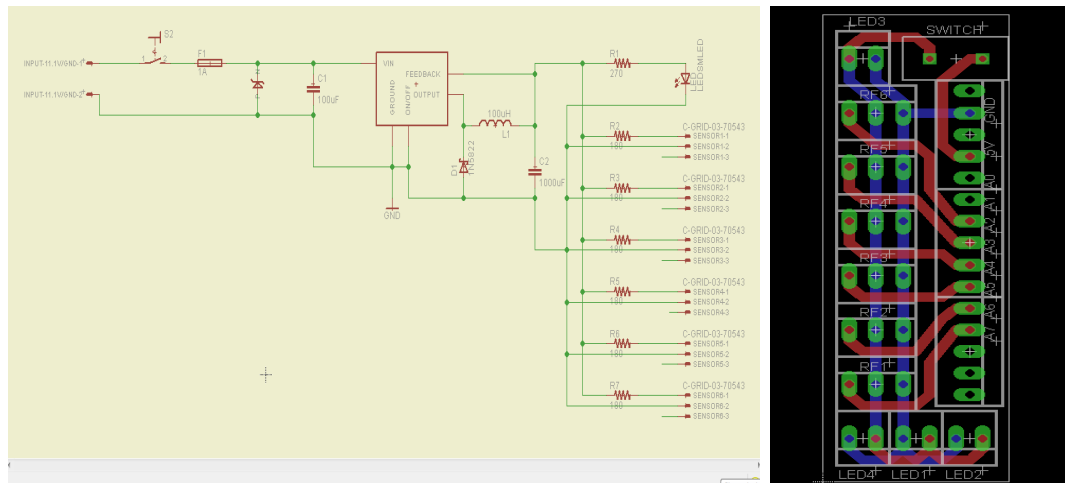 S2
1
2
F1
1A
INPUT-11.1V/GND-1
INPUT-11.1V/GND-2
C1
100uF
VIN
FEEDBACK
OUTPUT
GROUND
ON/OFF
GND
D1
1N5822
100uH
L1
C2
1000uF
R1
270
LEDSMLED
R2
180
C-GRID-03-70543
SENSOR1-1
SENSOR1-2
SENSOR1-3
R3
180
C-GRID-03-70543
SENSOR2-1
SENSOR2-2
SENSOR2-3
R4
180
C-GRID-03-70543
SENSOR3-1
SENSOR3-2
SENSOR3-3
R5
180
C-GRID-03-70543
SENSOR4-1
SENSOR4-2
SENSOR4-3
R6
180
C-GRID-03-70543
SENSOR5-1
SENSOR5-2
SENSOR5-3
R7
180
C-GRID-03-70543
SENSOR6-1
SENSOR6-2
SENSOR6-3
LED3
SWITCH
RF6
GND
RF5
5V
A0
RF4
A1
A2
A3
RF3
A4
A5
RF2
A6
A7
RF1
LED4
LED1
LED2